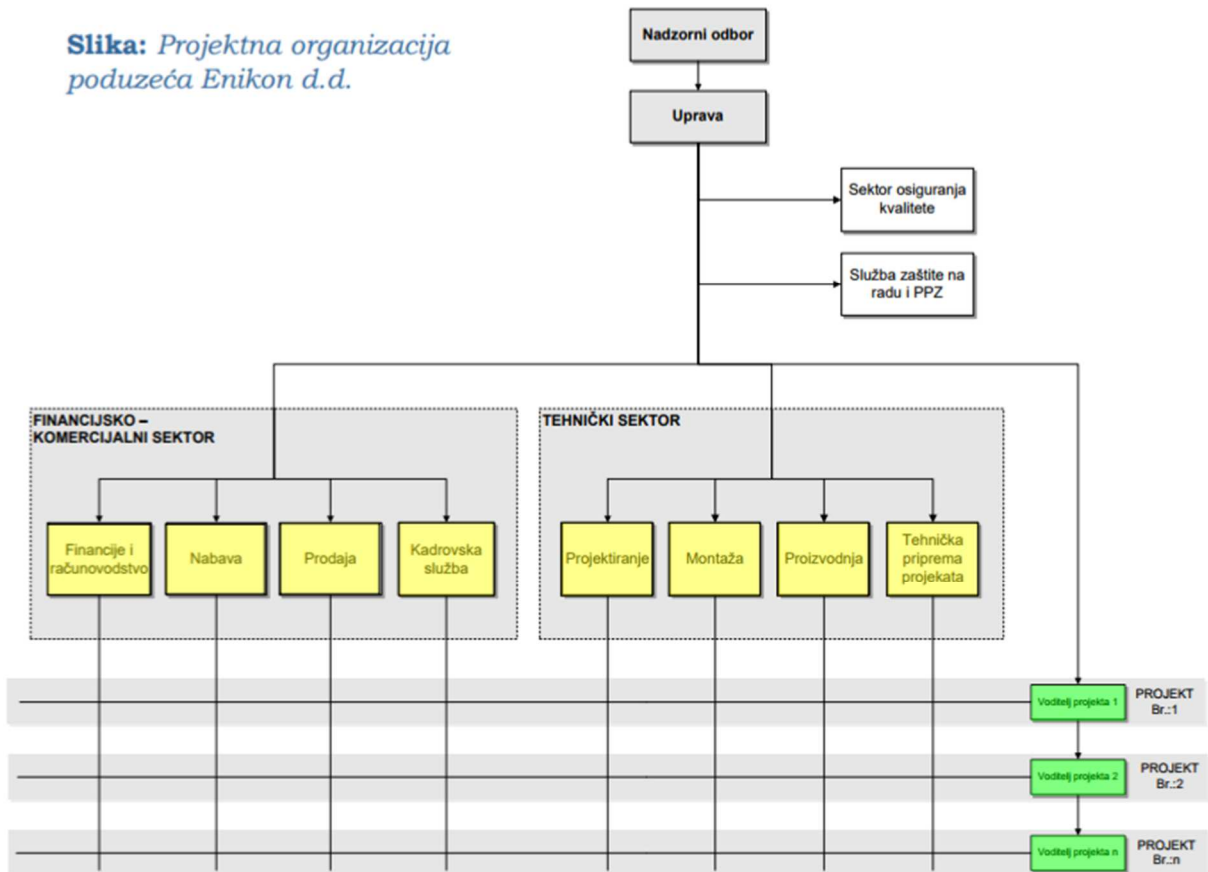 Slika: Projektna organizacija
poduzeća Enikon d.d.
Nadzorni odbor
Uprava
Sektor osiguranja
kvalitete
Služba zaštite na
radu i PPZ
FINANCIJSKO –
KOMERCIJALNI SEKTOR
TEHNIČKI SEKTOR
Financije i
računovodstvo
Nabava
Prodaja
Kadrovska
služba
Projektiranje
Montaža
Proizvodnja
Tehnička
priprema
projekata
Voditelj projekta 1
PROJEKT
Br.:1
Voditelj projekta 2
PROJEKT
Br.:2
Voditelj projekta n
PROJEKT
Br.:n